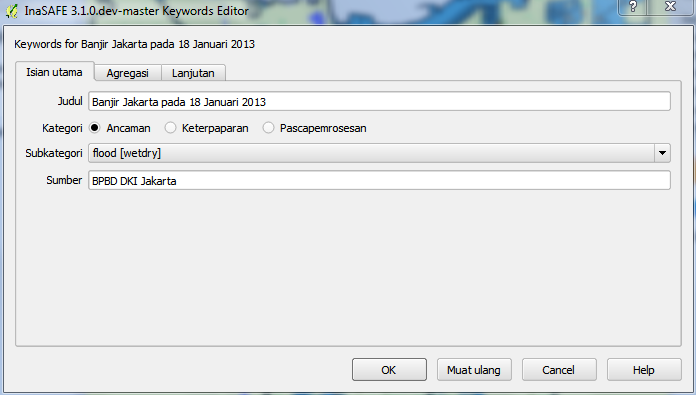 InaSAFE 3.1.0.dev-master Keywords Editor
Keywords for Banjir Jakarta pada 18 Januari 2013
Isian utama Agregasi Lanjutan
Judul Banjir Jakarta pada 18 Januari 2013
Kategori Ancaman Keterpaparan Pascapemrosesan
Subkategori flood [wetdry]
Sumber BPBD DKI Jakarta
OK Muat ulang Cancel Help